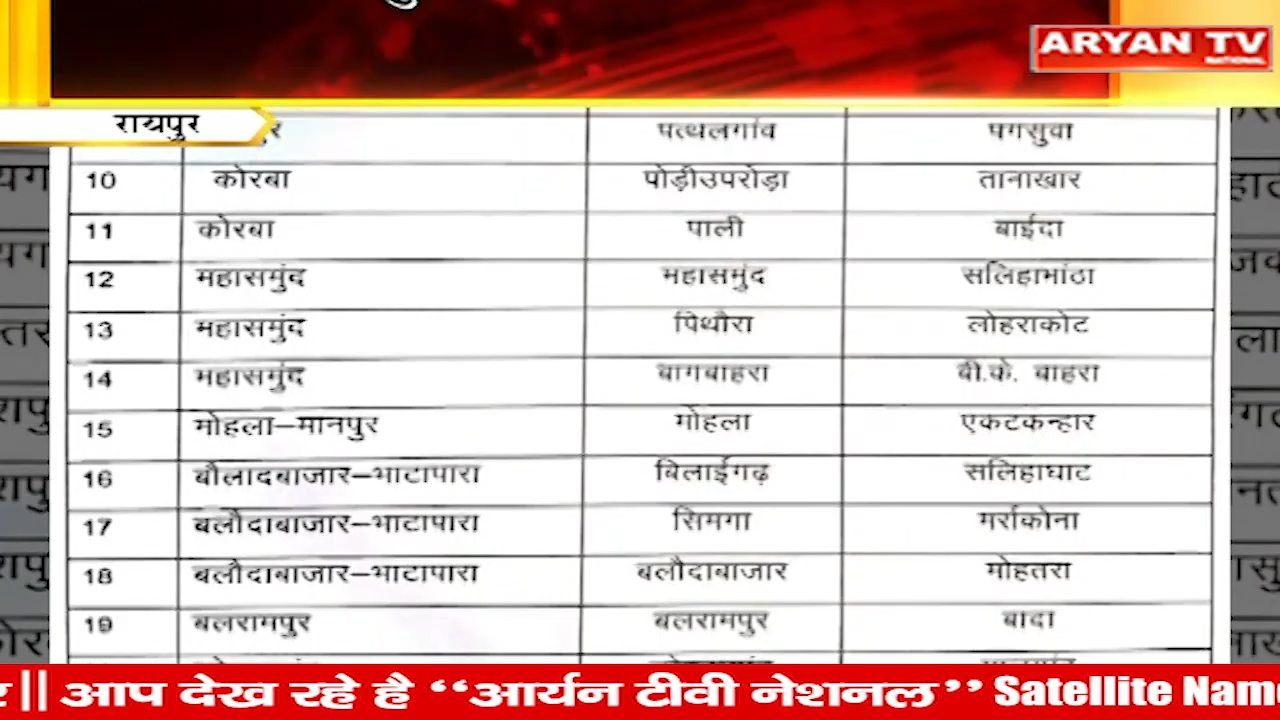 ARYAN TV
NATIONAL
रायपुर
पत्थलगांव पगसुवा
10 कोरबा पोड़ीउपरोड़ा तानाखार
11 कोरबा पाली बाईदा
12 महासमुंद महासमुंद सलिहाभांठा
13 महासमुंद पिथौरा लोहराकोट
14 महासमुंद बागबाहरा बी.के. बाहरा
15 मोहला–मानपुर मोहला एकटकन्हार
16 बौलादबाजार–भाटापारा बिलाईगढ़ सलिहाघाट
17 बलौदाबाजार–भाटापारा सिमगा मर्राकोना
18 बलौदाबाजार–भाटापारा बलौदाबाजार मोहतरा
19 बलरामपुर बलरामपुर बादा
र || आप देख रहे है “आर्यन टीवी नेशनल” Satellite Name